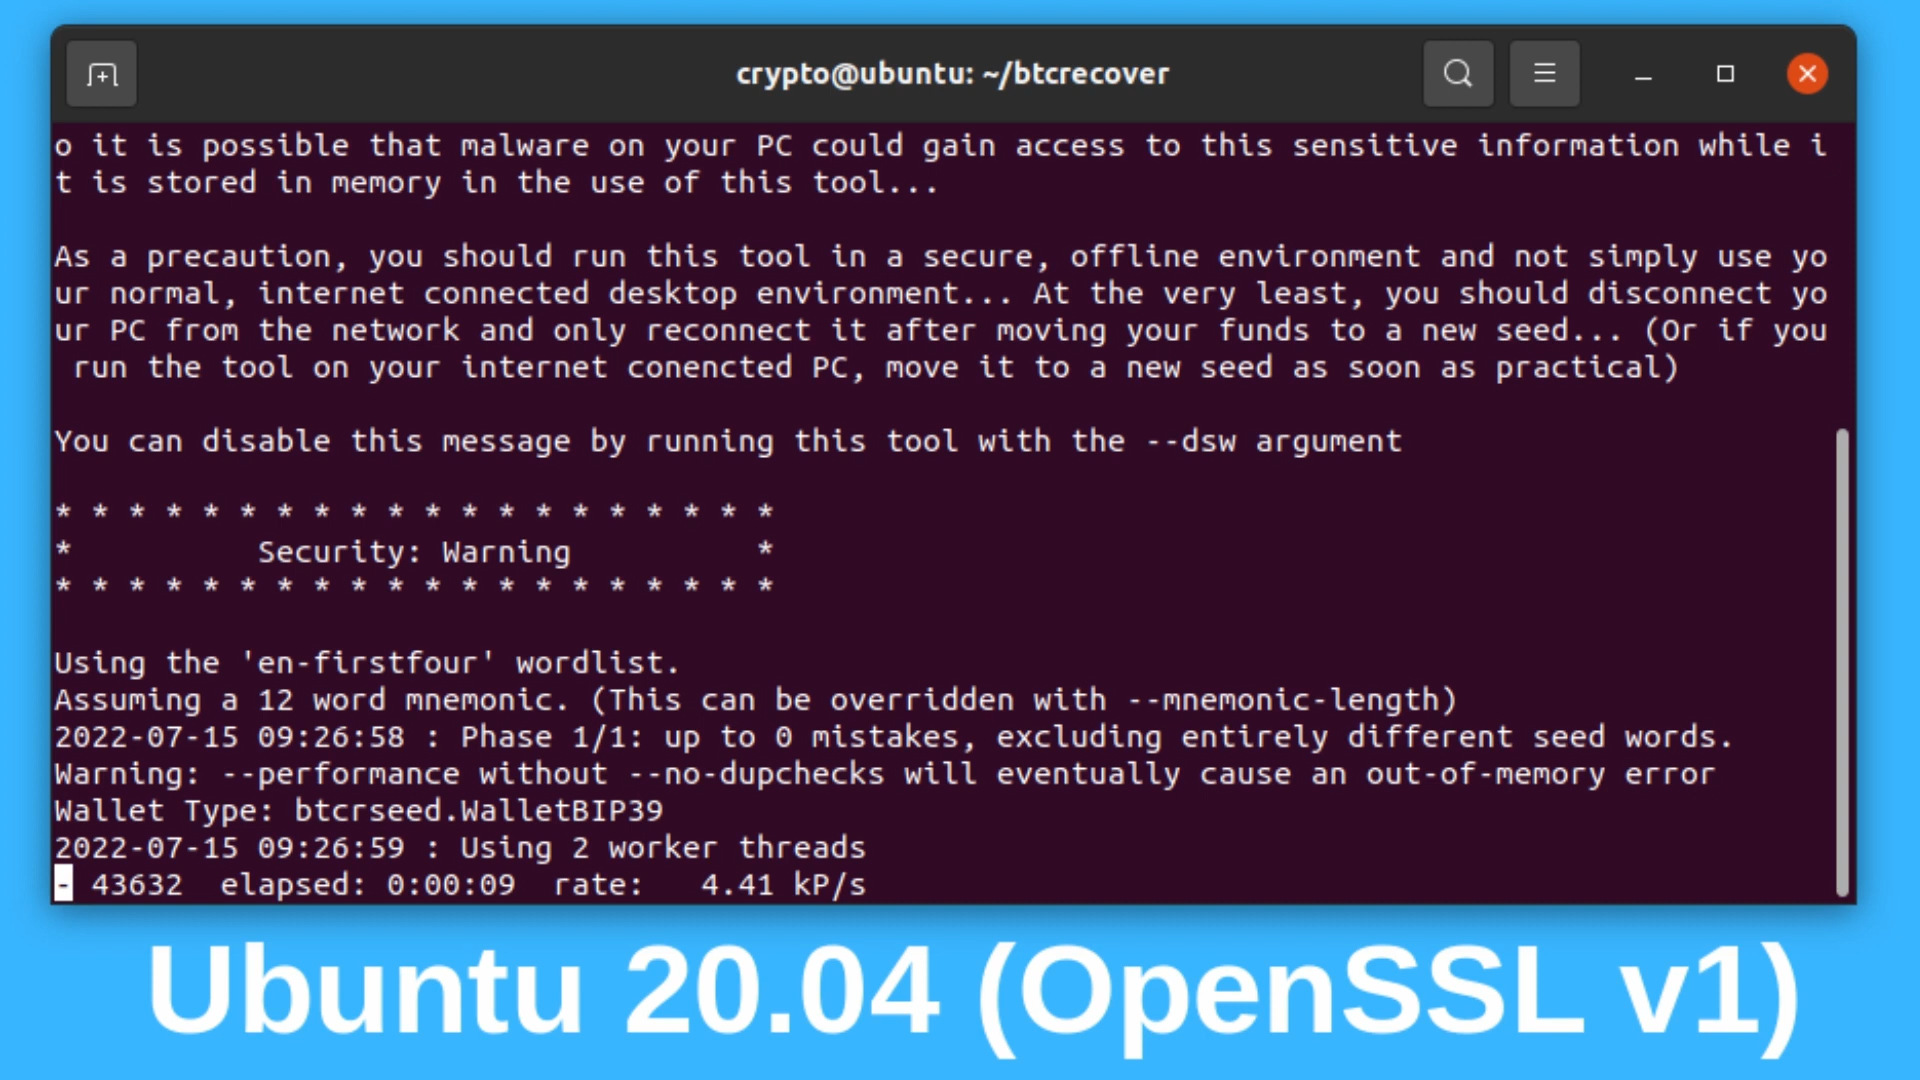 crypto@ubuntu: ~/btcrecover
o it is possible that malware on your PC could gain access to this sensitive information while i
t is stored in memory in the use of this tool...
As a precaution, you should run this tool in a secure, offline environment and not simply use yo
ur normal, internet connected desktop environment... At the very least, you should disconnect yo
ur PC from the network and only reconnect it after moving your funds to a new seed... (Or if you
 run the tool on your internet conencted PC, move it to a new seed as soon as practical)
You can disable this message by running this tool with the --dsw argument
* * * * * * * * * * * * * * * * * * * *
*          Security: Warning          *
* * * * * * * * * * * * * * * * * * * *
Using the 'en-firstfour' wordlist.
Assuming a 12 word mnemonic. (This can be overridden with --mnemonic-length)
2022-07-15 09:26:58 : Phase 1/1: up to 0 mistakes, excluding entirely different seed words.
Warning: --performance without --no-dupchecks will eventually cause an out-of-memory error
Wallet Type: btcrseed.WalletBIP39
2022-07-15 09:26:59 : Using 2 worker threads
- 43632  elapsed: 0:00:09  rate:   4.41 kP/s
Ubuntu 20.04 (OpenSSL v1)